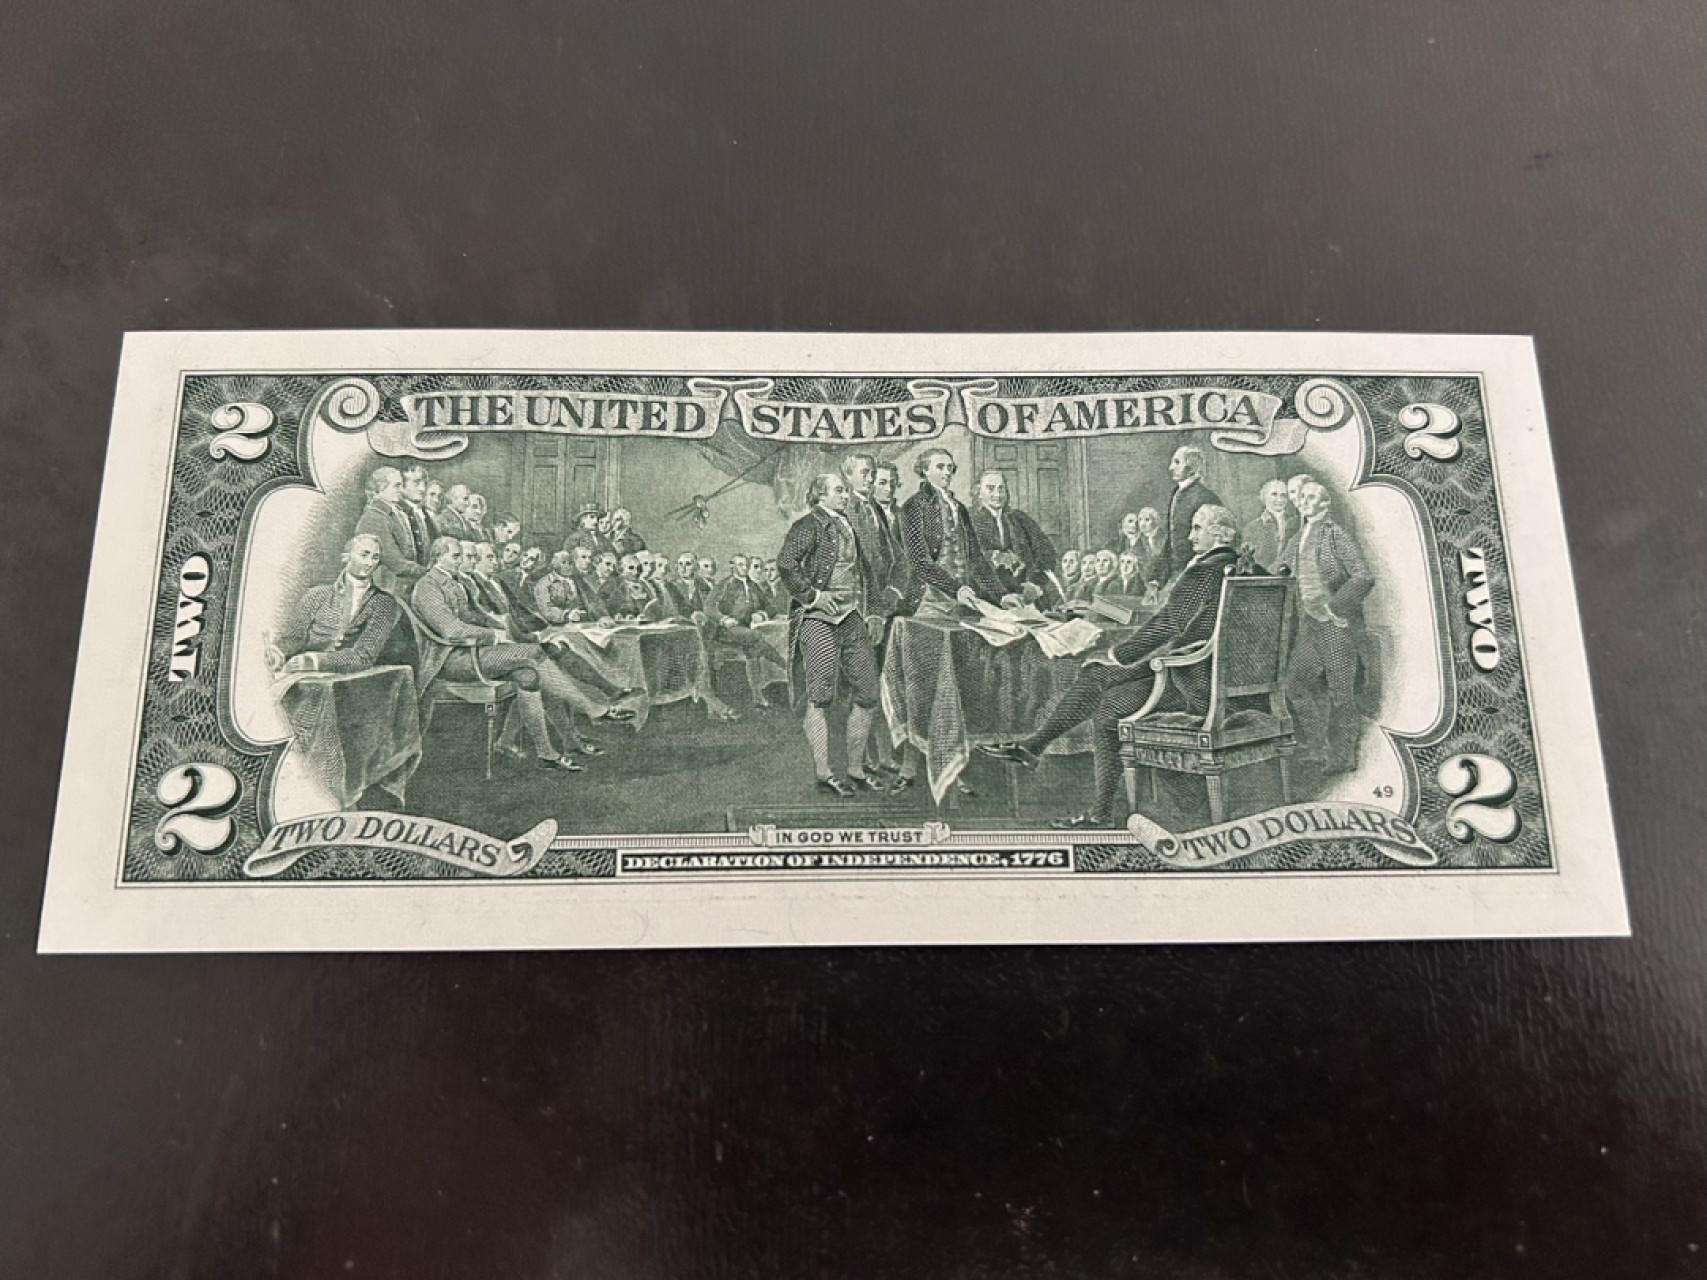 THE UNITED STATES OF AMERICA
2
2
TWO
TWO
2
2
49
TWO DOLLARS
TWO DOLLARS
IN GOD WE TRUST
DECLARATION OF INDEPENDENCE, 1776